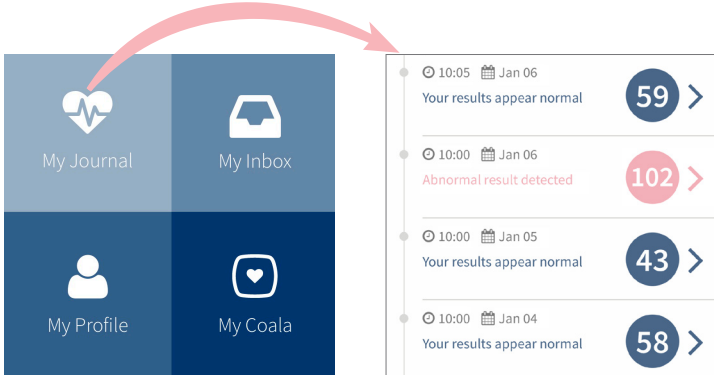 My Journal
My Inbox
My Profile
My Coala
10:05 Jan 06
Your results appear normal
59
10:00 Jan 06
Abnormal result detected
102
10:00 Jan 05
Your results appear normal
43
10:00 Jan 04
Your results appear normal
58